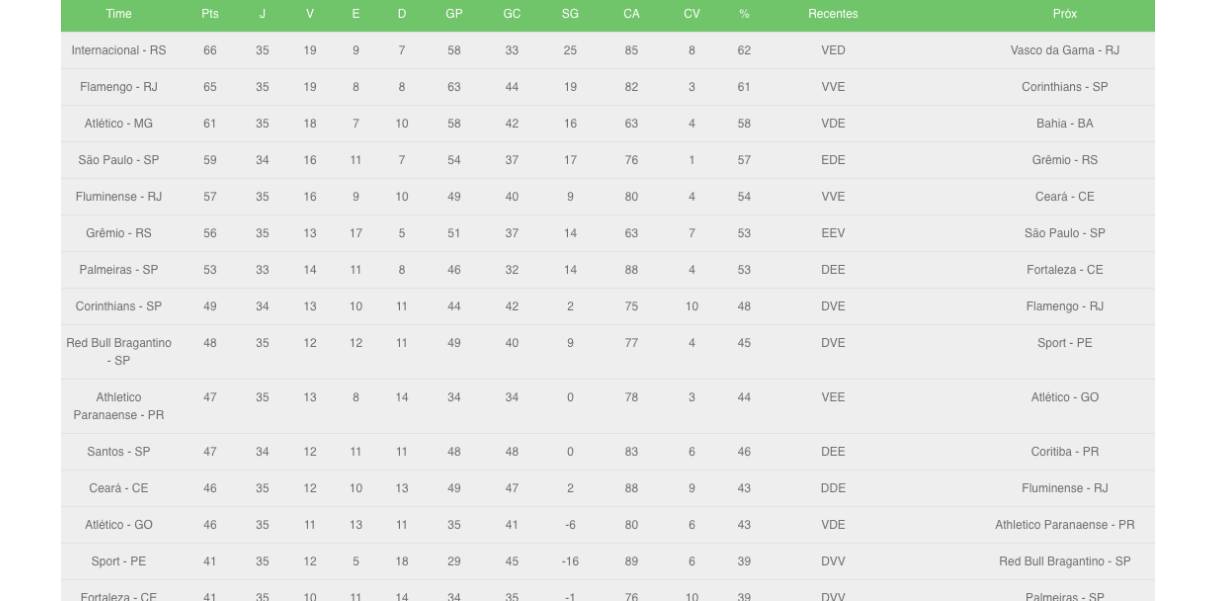 Time Pts J V E D GP GC SG CA CV % Recentes Próx
Internacional - RS 66 35 19 9 7 58 33 25 85 8 62 VED Vasco da Gama - RJ
Flamengo - RJ 65 35 19 8 8 63 44 19 82 3 61 VVE Corinthians - SP
Atlético - MG 61 35 18 7 10 58 42 16 63 4 58 VDE Bahia - BA
São Paulo - SP 59 34 16 11 7 54 37 17 76 1 57 EDE Grêmio - RS
Fluminense - RJ 57 35 16 9 10 49 40 9 80 4 54 VVE Ceará - CE
Grêmio - RS 56 35 13 17 5 51 37 14 63 7 53 EEV São Paulo - SP
Palmeiras - SP 53 33 14 11 8 46 32 14 88 4 53 DEE Fortaleza - CE
Corinthians - SP 49 34 13 10 11 44 42 2 75 10 48 DVE Flamengo - RJ
Red Bull Bragantino 48 35 12 12 11 49 40 9 77 4 45 DVE Sport - PE
- SP
Athletico 47 35 13 8 14 34 34 0 78 3 44 VEE Atlético - GO
Paranaense - PR
Santos - SP 47 34 12 11 11 48 48 0 83 6 46 DEE Coritiba - PR
Ceará - CE 46 35 12 10 13 49 47 2 88 9 43 DDE Fluminense - RJ
Atlético - GO 46 35 11 13 11 35 41 -6 80 6 43 VDE Athletico Paranaense - PR
Sport - PE 41 35 12 5 18 29 45 -16 89 6 39 DVV Red Bull Bragantino - SP
Fortaleza - CE 41 35 10 11 14 34 35 -1 76 10 39 DVV Palmeiras - SP